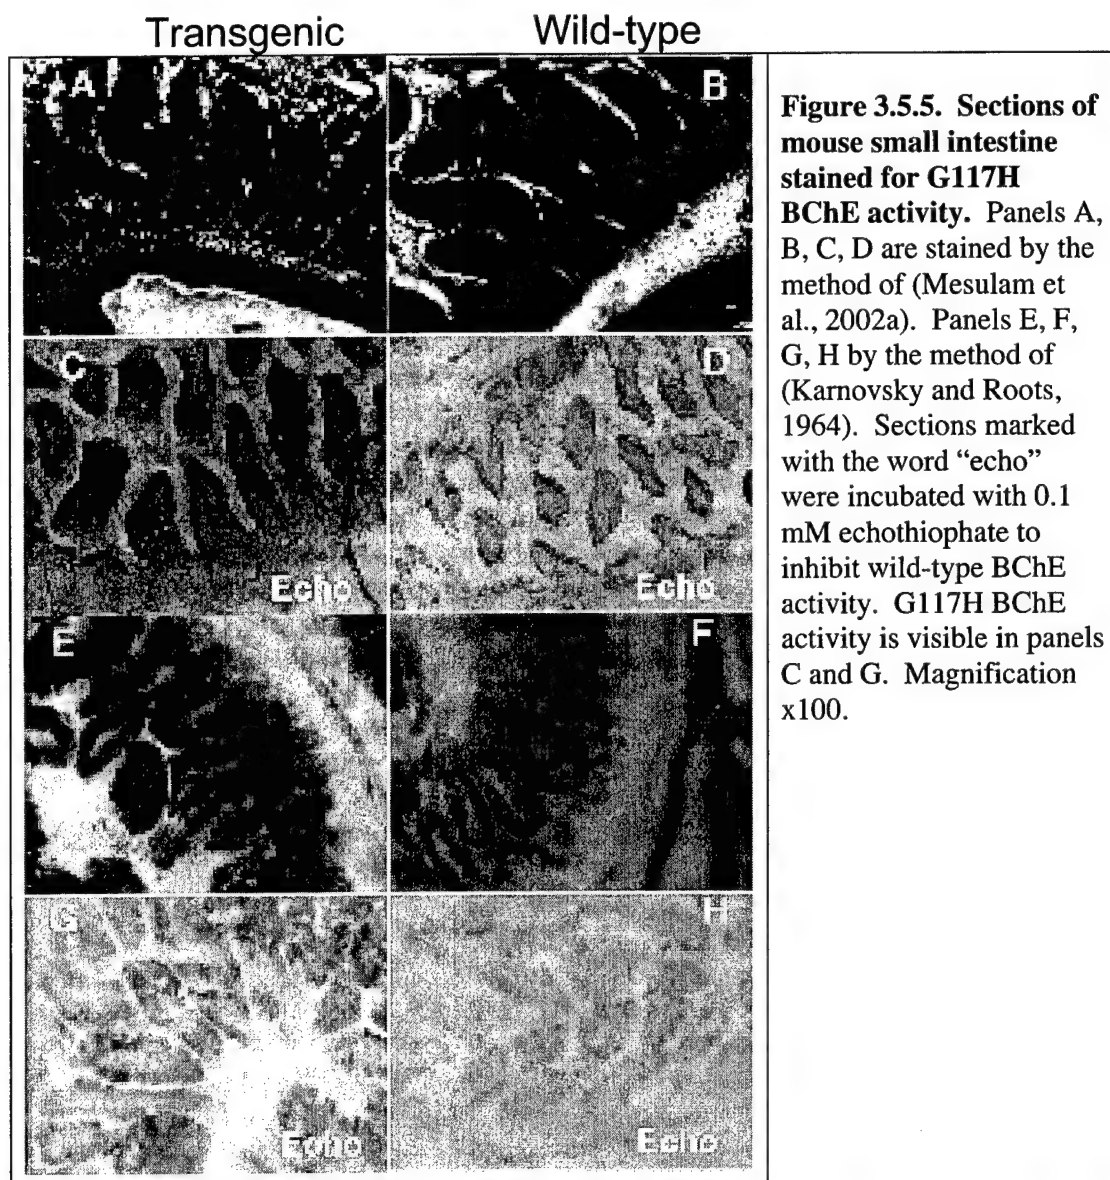 Transgenic Wild-type
A B
C D
Echo Echo
E F
G H
Echo Echo
Figure 3.5.5. Sections of
mouse small intestine
stained for G117H
BChE activity. Panels A,
B, C, D are stained by the
method of (Mesulam et
al., 2002a). Panels E, F,
G, H by the method of
(Karnovsky and Roots,
1964). Sections marked
with the word “echo”
were incubated with 0.1
mM echothiophate to
inhibit wild-type BChE
activity. G117H BChE
activity is visible in panels
C and G. Magnification
x100.